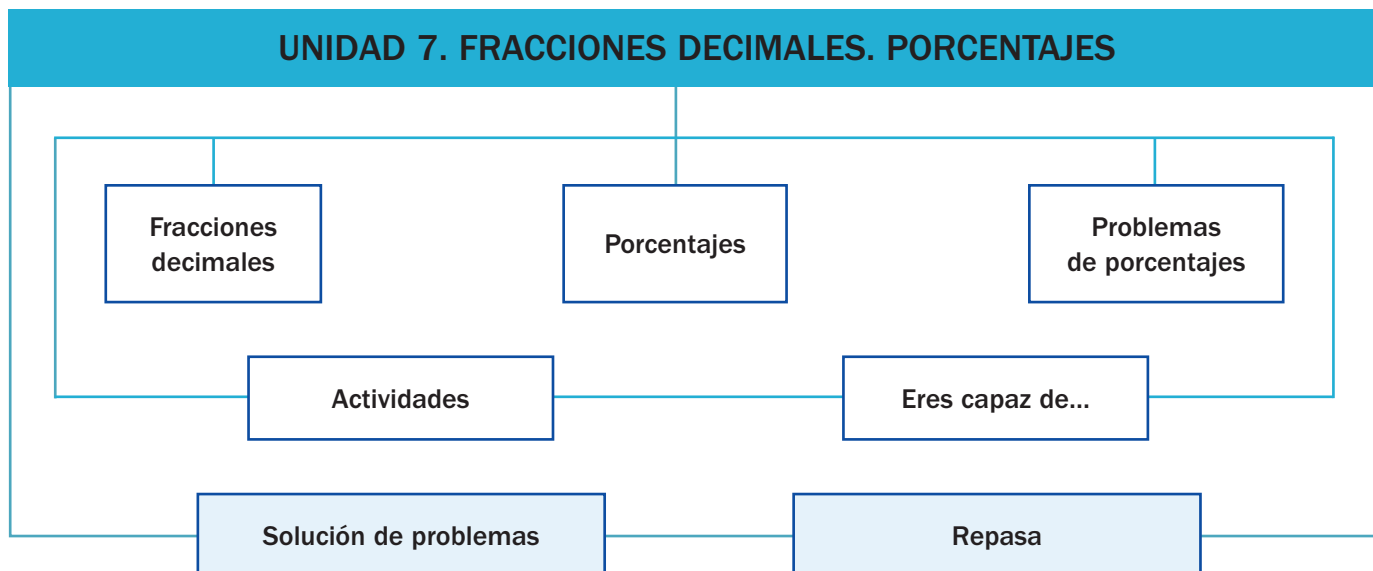 UNIDAD 7. FRACCIONES DECIMALES. PORCENTAJES
Fracciones
decimales
Porcentajes
Problemas
de porcentajes
Actividades
Eres capaz de...
Solución de problemas
Repasa